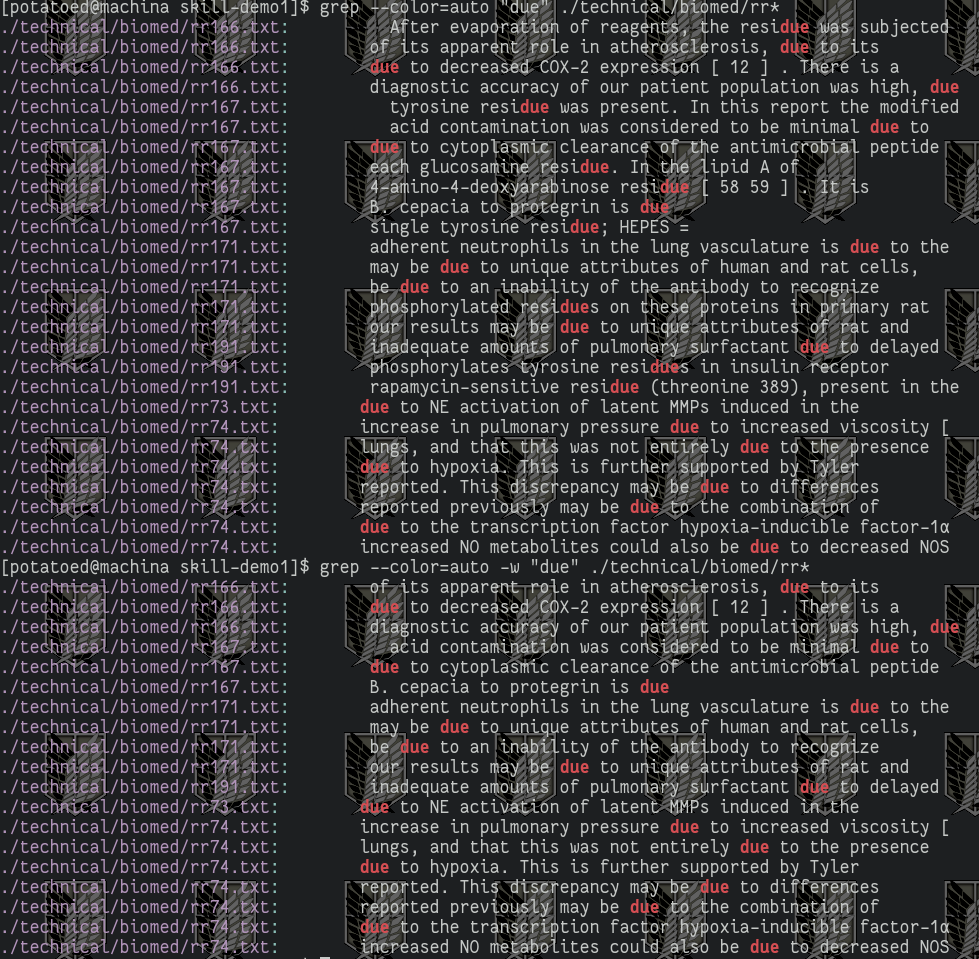 [potatoed@machina skill-demo1]$ grep --color=auto "due" ./technical/biomed/rr*
./technical/biomed/rr166.txt:          After evaporation of reagents, the residue was subjected
./technical/biomed/rr166.txt:        of its apparent role in atherosclerosis, due to its
./technical/biomed/rr166.txt:        due to decreased COX-2 expression [ 12 ] . There is a
./technical/biomed/rr166.txt:        diagnostic accuracy of our patient population was high, due
./technical/biomed/rr167.txt:          tyrosine residue was present. In this report the modified
./technical/biomed/rr167.txt:          acid contamination was considered to be minimal due to
./technical/biomed/rr167.txt:        due to cytoplasmic clearance of the antimicrobial peptide
./technical/biomed/rr167.txt:        each glucosamine residue. In the lipid A of
./technical/biomed/rr167.txt:        4-amino-4-deoxyarabinose residue [ 58 59 ] . It is
./technical/biomed/rr167.txt:        B. cepacia to protegrin is due
./technical/biomed/rr167.txt:        single tyrosine residue; HEPES =
./technical/biomed/rr171.txt:        adherent neutrophils in the lung vasculature is due to the
./technical/biomed/rr171.txt:        may be due to unique attributes of human and rat cells,
./technical/biomed/rr171.txt:        be due to an inability of the antibody to recognize
./technical/biomed/rr171.txt:        phosphorylated residues on these proteins in primary rat
./technical/biomed/rr171.txt:        our results may be due to unique attributes of rat and
./technical/biomed/rr191.txt:        inadequate amounts of pulmonary surfactant due to delayed
./technical/biomed/rr191.txt:        phosphorylates tyrosine residues in insulin receptor
./technical/biomed/rr191.txt:        rapamycin-sensitive residue (threonine 389), present in the
./technical/biomed/rr73.txt:        due to NE activation of latent MMPs induced in the
./technical/biomed/rr74.txt:        increase in pulmonary pressure due to increased viscosity [
./technical/biomed/rr74.txt:        lungs, and that this was not entirely due to the presence
./technical/biomed/rr74.txt:        due to hypoxia. This is further supported by Tyler
./technical/biomed/rr74.txt:        reported. This discrepancy may be due to differences
./technical/biomed/rr74.txt:        reported previously may be due to the combination of
./technical/biomed/rr74.txt:        due to the transcription factor hypoxia-inducible factor-1α
./technical/biomed/rr74.txt:        increased NO metabolites could also be due to decreased NOS
[potatoed@machina skill-demo1]$ grep --color=auto -w "due" ./technical/biomed/rr*
./technical/biomed/rr166.txt:        of its apparent role in atherosclerosis, due to its
./technical/biomed/rr166.txt:        due to decreased COX-2 expression [ 12 ] . There is a
./technical/biomed/rr166.txt:        diagnostic accuracy of our patient population was high, due
./technical/biomed/rr167.txt:          acid contamination was considered to be minimal due to
./technical/biomed/rr167.txt:        due to cytoplasmic clearance of the antimicrobial peptide
./technical/biomed/rr167.txt:        B. cepacia to protegrin is due
./technical/biomed/rr171.txt:        adherent neutrophils in the lung vasculature is due to the
./technical/biomed/rr171.txt:        may be due to unique attributes of human and rat cells,
./technical/biomed/rr171.txt:        be due to an inability of the antibody to recognize
./technical/biomed/rr171.txt:        our results may be due to unique attributes of rat and
./technical/biomed/rr191.txt:        inadequate amounts of pulmonary surfactant due to delayed
./technical/biomed/rr73.txt:        due to NE activation of latent MMPs induced in the
./technical/biomed/rr74.txt:        increase in pulmonary pressure due to increased viscosity [
./technical/biomed/rr74.txt:        lungs, and that this was not entirely due to the presence
./technical/biomed/rr74.txt:        due to hypoxia. This is further supported by Tyler
./technical/biomed/rr74.txt:        reported. This discrepancy may be due to differences
./technical/biomed/rr74.txt:        reported previously may be due to the combination of
./technical/biomed/rr74.txt:        due to the transcription factor hypoxia-inducible factor-1α
./technical/biomed/rr74.txt:        increased NO metabolites could also be due to decreased NOS